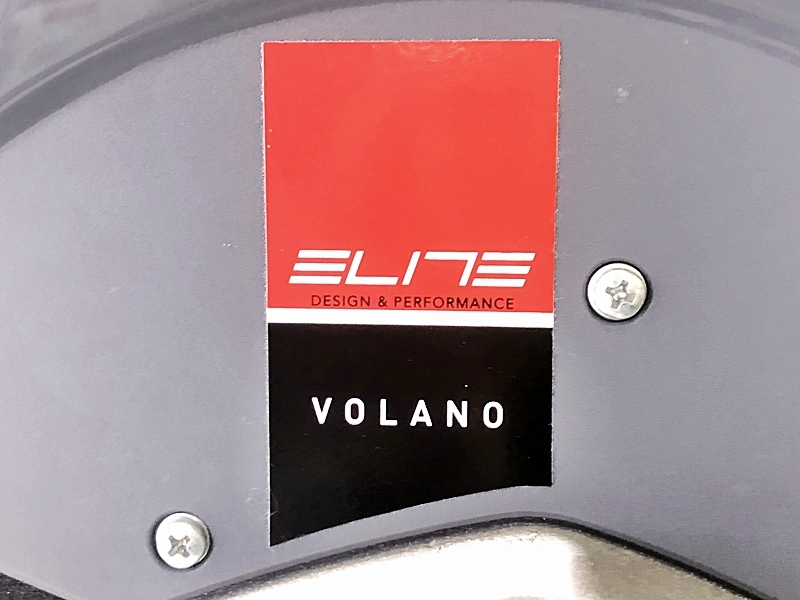 ELITE
DESIGN & PERFORMANCE
VOLANO